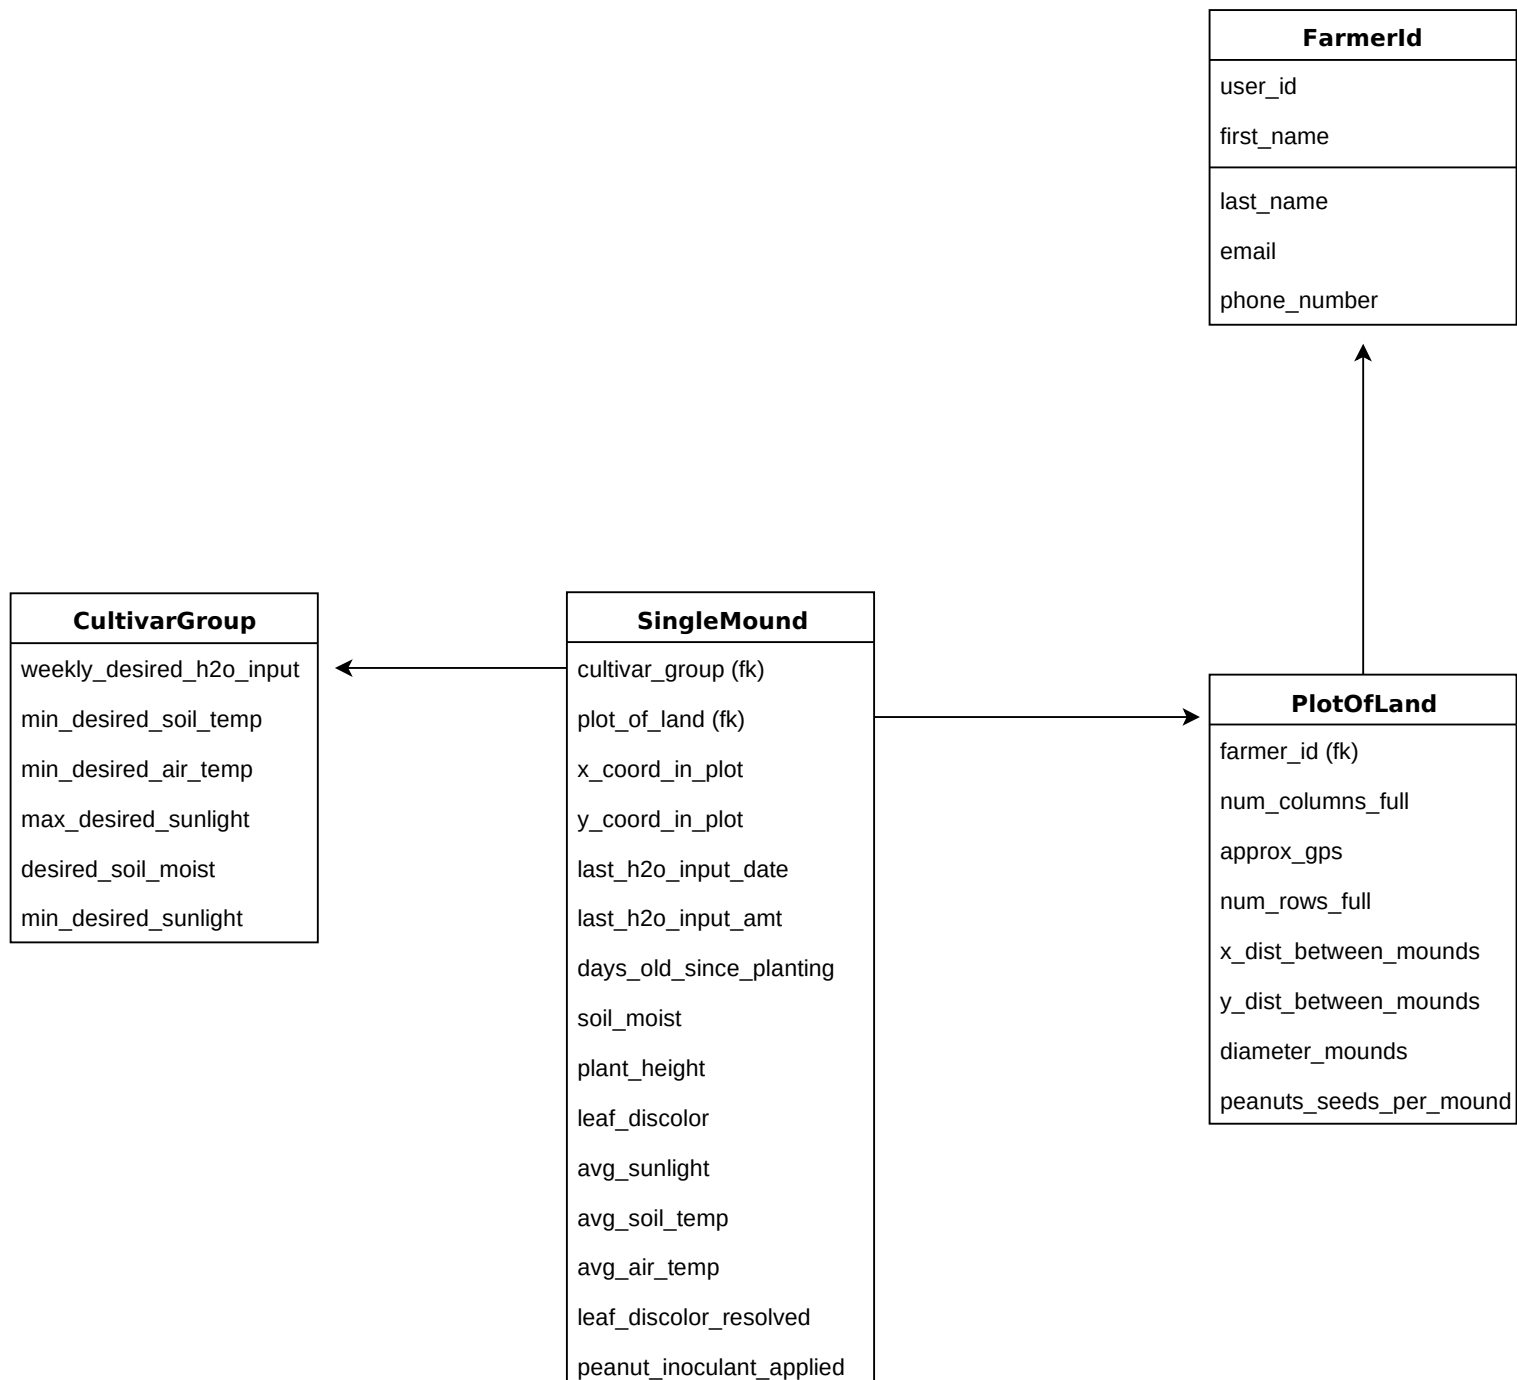 FarmerId
user_id
first_name
last_name
email
phone_number
CultivarGroup
weekly_desired_h2o_input
min_desired_soil_temp
min_desired_air_temp
max_desired_sunlight
desired_soil_moist
min_desired_sunlight
SingleMound
cultivar_group (fk)
plot_of_land (fk)
x_coord_in_plot
y_coord_in_plot
last_h2o_input_date
last_h2o_input_amt
days_old_since_planting
soil_moist
plant_height
leaf_discolor
avg_sunlight
avg_soil_temp
avg_air_temp
leaf_discolor_resolved
peanut_inoculant_applied
PlotOfLand
farmer_id (fk)
num_columns_full
approx_gps
num_rows_full
x_dist_between_mounds
y_dist_between_mounds
diameter_mounds
peanuts_seeds_per_mound